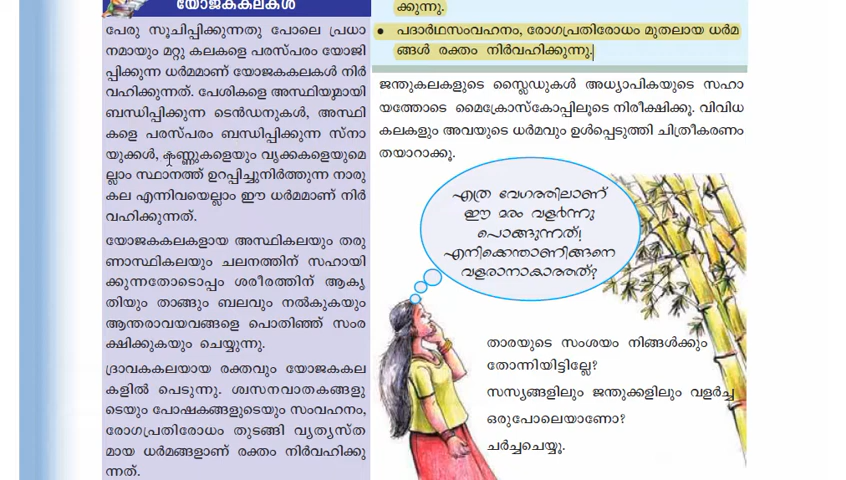 യോജകകലകൾ
പേരു സൂചിപ്പിക്കുന്നതു പോലെ പ്രധാ
നമായും മറ്റു കലകളെ പരസ്പരം യോജി
പ്പിക്കുന്ന ധർമമാണ് യോജകകലകൾ നിർ
വഹിക്കുന്നത്. പേശികളെ അസ്ഥിയുമായി
ബന്ധിപ്പിക്കുന്ന ടെൻഡനുകൾ, അസ്ഥി
കളെ പരസ്പരം ബന്ധിപ്പിക്കുന്ന സ്നാ
യുക്കൾ, കണ്ണുകളെയും വൃക്കകളെയുമെ
ല്ലാം സ്ഥാനത്ത് ഉറപ്പിച്ചുനിർത്തുന്ന നാരു
കല എന്നിവയെല്ലാം ഈ ധർമമാണ് നിർ
വഹിക്കുന്നത്.
യോജകകലകളായ അസ്ഥികലയും തരു
ണാസ്ഥികലയും ചലനത്തിന് സഹായി
ക്കുന്നതോടൊപ്പം ശരീരത്തിന് ആകൃ
തിയും താങ്ങും ബലവും നൽകുകയും
ആന്തരാവയവങ്ങളെ പൊതിഞ്ഞ് സംര
ക്ഷിക്കുകയും ചെയ്യുന്നു.
ദ്രാവകകലയായ രക്തവും യോജകകല
കളിൽ പെടുന്നു. ശ്വസനവാതകങ്ങളു
ടെയും പോഷകങ്ങളുടെയും സംവഹനം,
രോഗപ്രതിരോധം തുടങ്ങി വ്യത്യസ്ത
മായ ധർമങ്ങളാണ് രക്തം നിർവഹിക്കു
ന്നത്.
ക്കുന്നു.
• പദാർഥസംവഹനം, രോഗപ്രതിരോധം മുതലായ ധർമ
ങ്ങൾ രക്തം നിർവഹിക്കുന്നു.
ജന്തുകലകളുടെ സ്ലൈഡുകൾ അധ്യാപികയുടെ സഹാ
യത്തോടെ മൈക്രോസ്കോപ്പിലൂടെ നിരീക്ഷിക്കൂ. വിവിധ
കലകളും അവയുടെ ധർമവും ഉൾപ്പെടുത്തി ചിത്രീകരണം
തയാറാക്കൂ.
എത്ര വേഗത്തിലാണ്
ഈ മരം വളർന്നു
പൊങ്ങുന്നത്!
എനിക്കെന്താണിങ്ങനെ
വളരാനാകാത്തത്?
താരയുടെ സംശയം നിങ്ങൾക്കും
തോന്നിയിട്ടില്ലേ?
സസ്യങ്ങളിലും ജന്തുക്കളിലും വളർച്ച
ഒരുപോലെയാണോ?
ചർച്ചചെയ്യൂ.